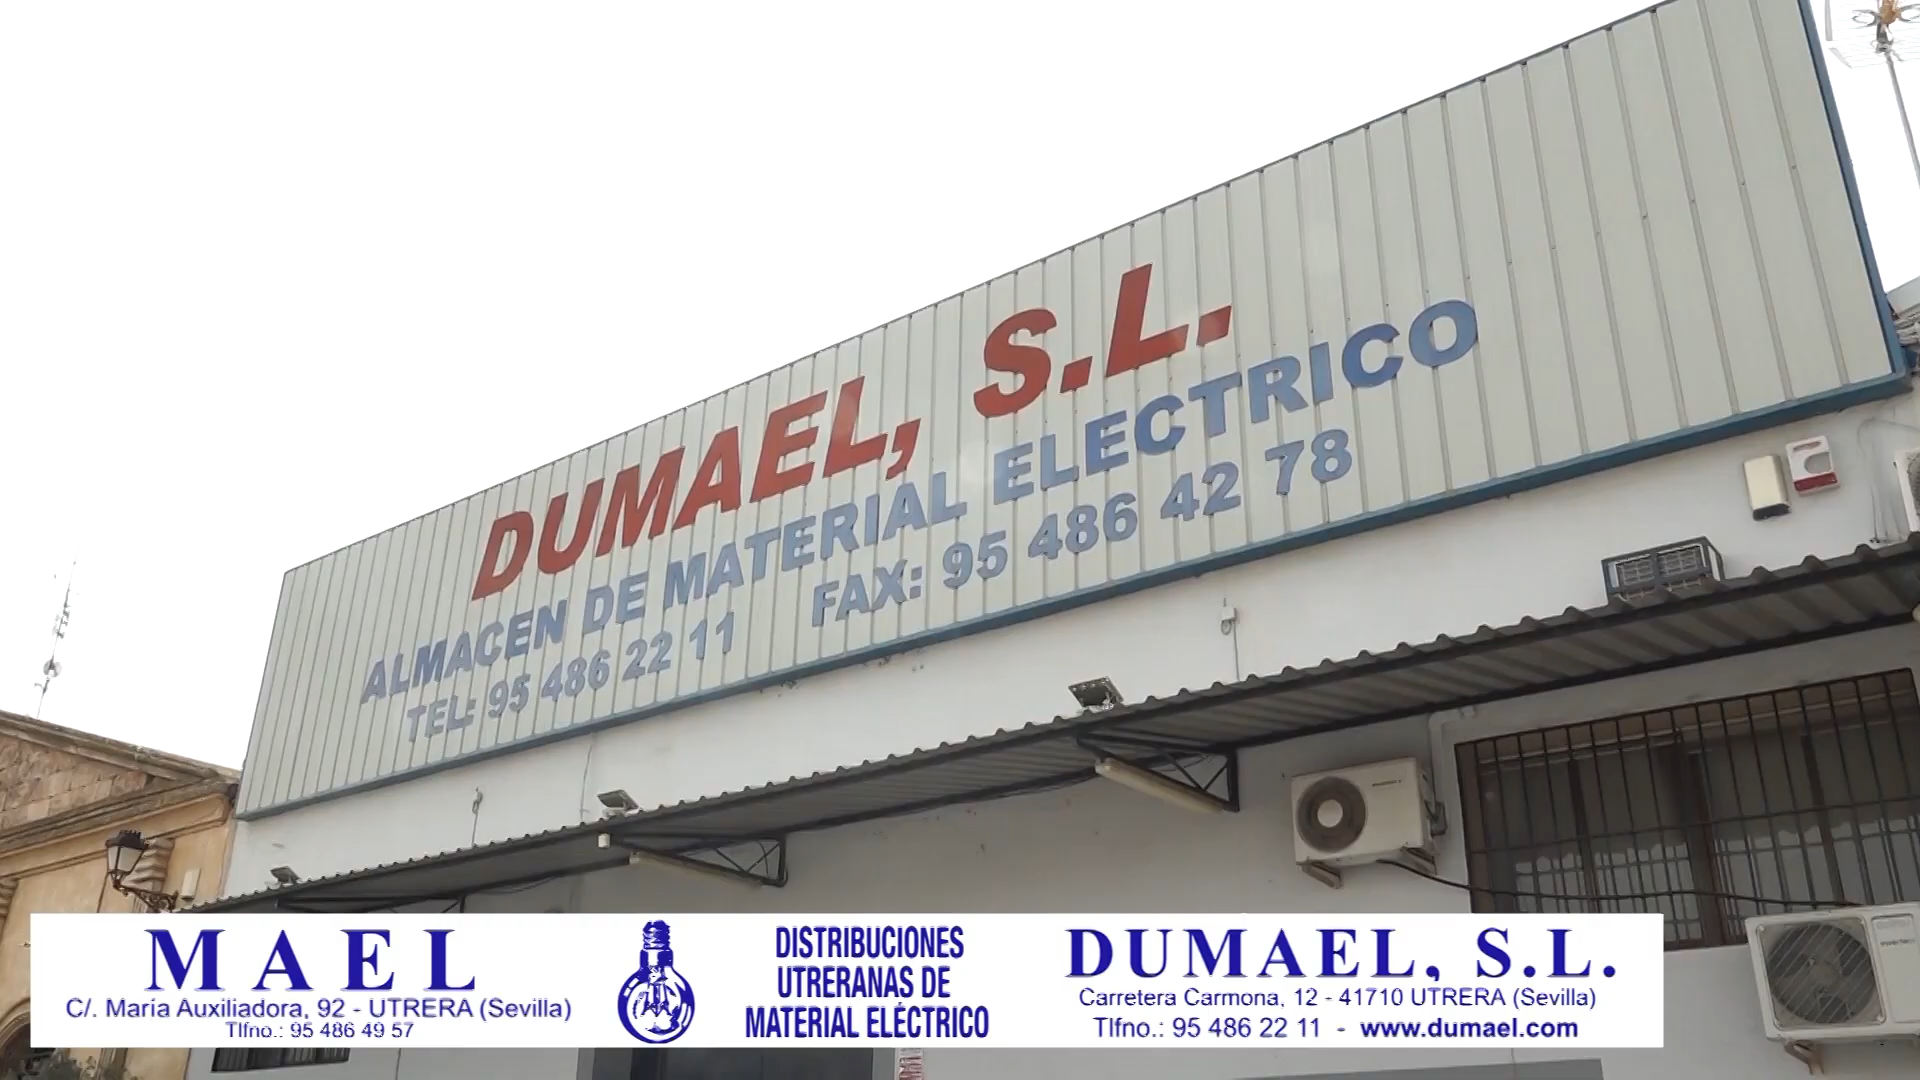 DUMAEL, S.L.
ALMACEN DE MATERIAL ELECTRICO
TEL: 95 486 22 11 FAX: 95 486 42 78
MAEL
C/. María Auxiliadora, 92 - UTRERA (Sevilla)
Tlfno.: 95 486 49 57
DISTRIBUCIONES
UTRERANAS DE
MATERIAL ELÉCTRICO
DUMAEL, S.L.
Carretera Carmona, 12 - 41710 UTRERA (Sevilla)
Tlfno.: 95 486 22 11 - www.dumael.com